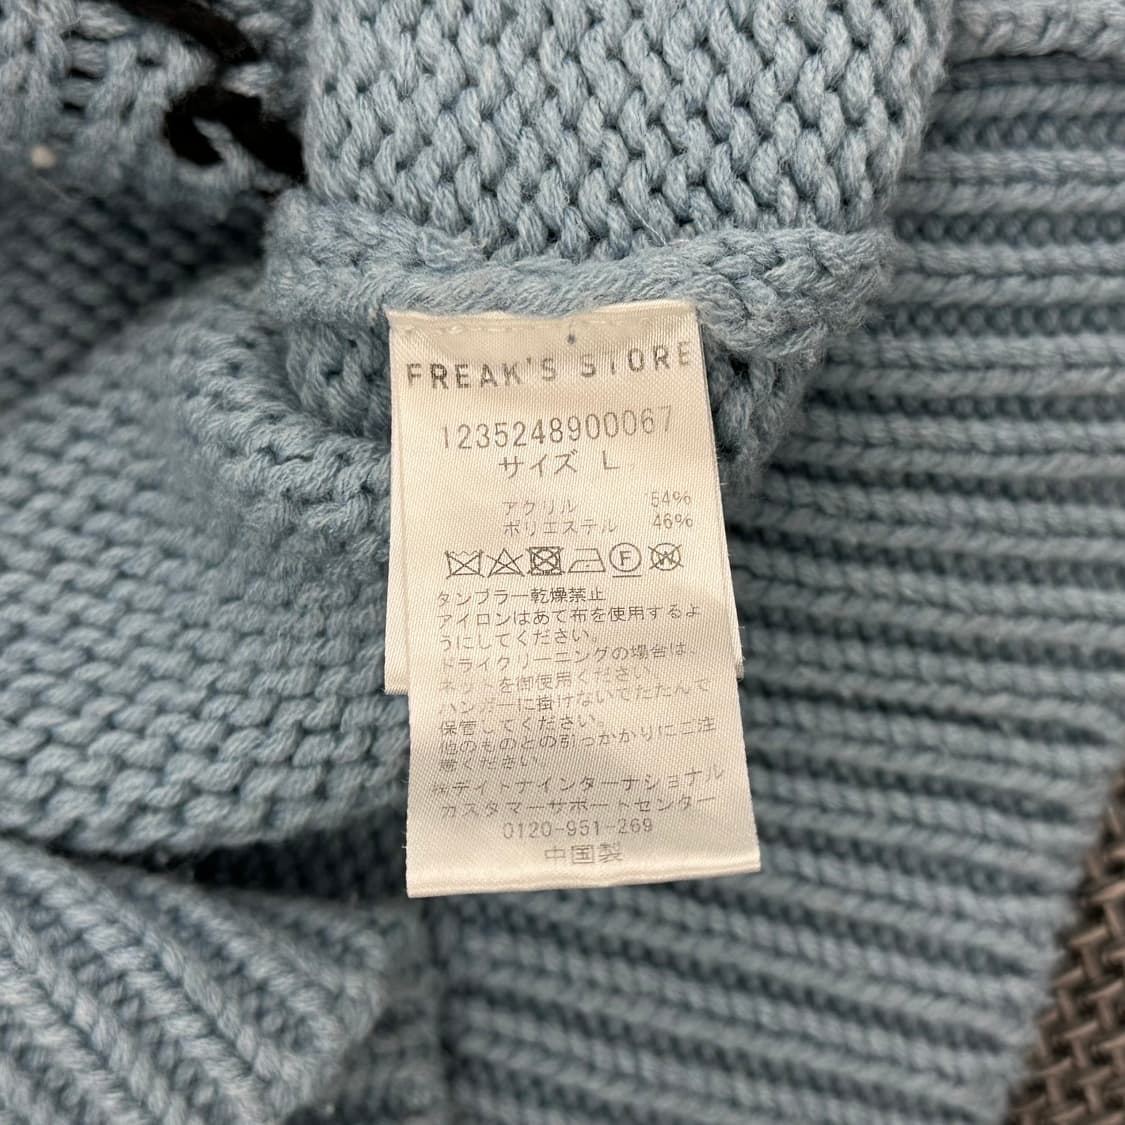 FREAK'S STORE
1235248900067
サイズ L
アクリル 54%
ポリエステル 46%
F
W
タンブラー乾燥禁止
アイロンはあて布を使用するよ
うにしてください。
ドライクリーニングの場合は、
ネットを御使用ください。
ハンガーに掛けないでたたんで
保管してください。
他のものとの引っかかりにご注
意ください。
㈱デイトナインターナショナル
カスタマーサポートセンター
0120-951-269
中国製